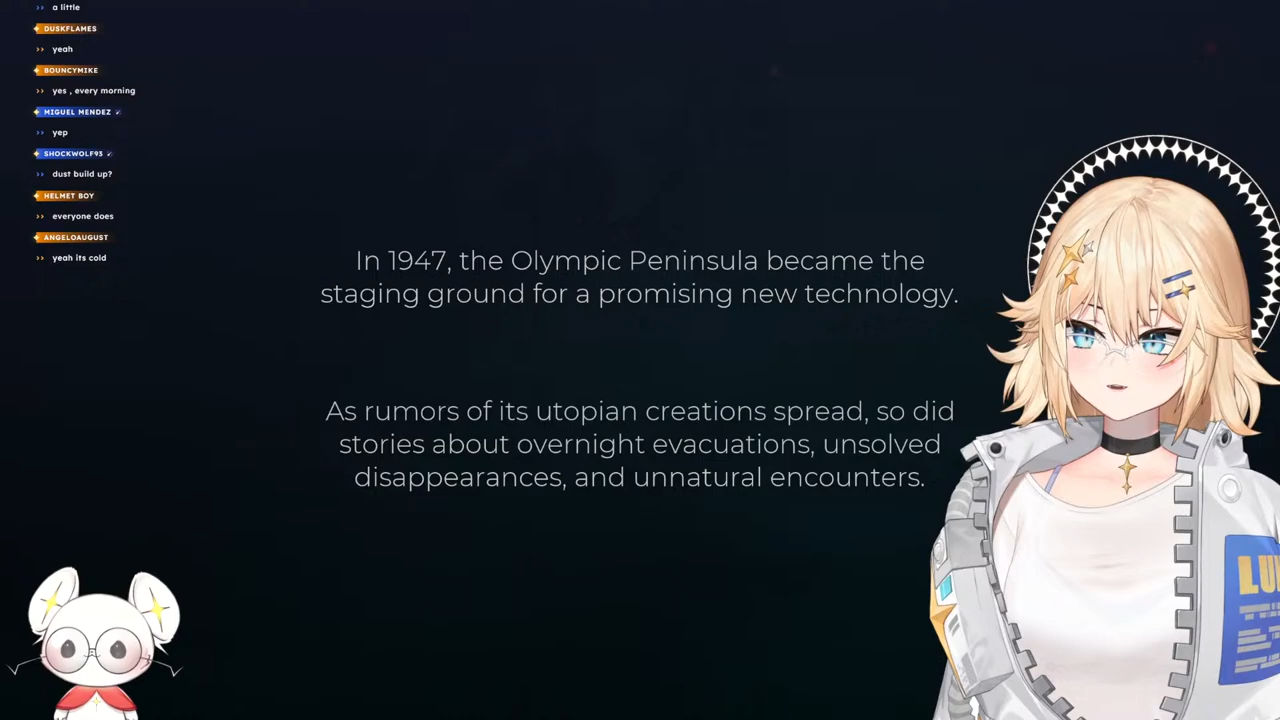 a little
DUSKFLAMES
>> yeah
BOUNCYMIKE
>> yes , every morning
MIGUEL MENDEZ
>> yep
SHOCKWOLF93
>> dust build up?
HELMET BOY
>> everyone does
ANGELOAUGUST
>> yeah its cold
In 1947, the Olympic Peninsula became the
staging ground for a promising new technology.
As rumors of its utopian creations spread, so did
stories about overnight evacuations, unsolved
disappearances, and unnatural encounters.